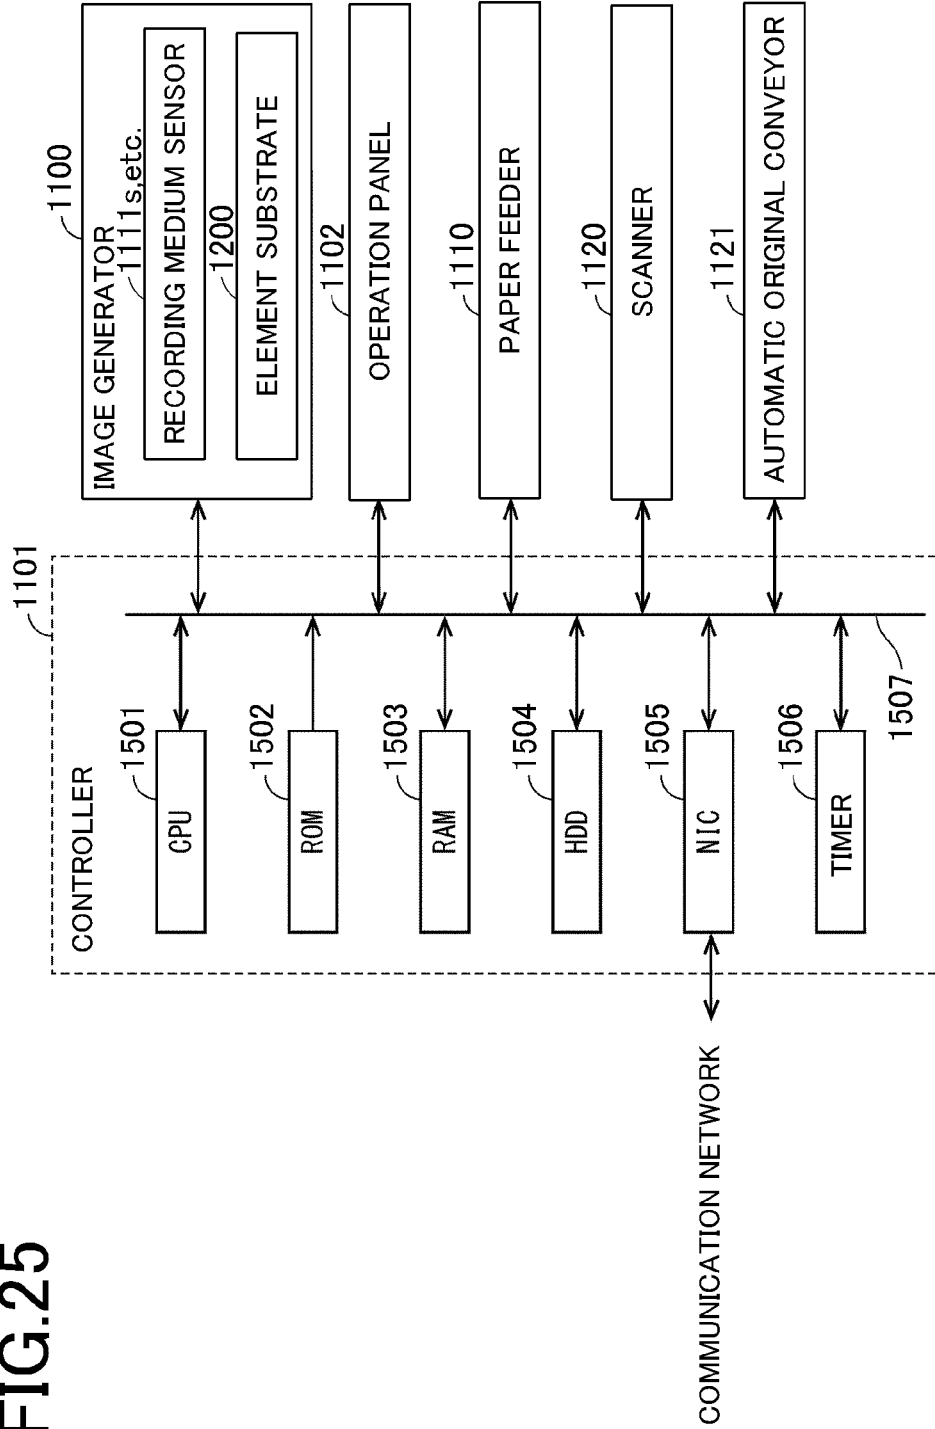 FIG.25
1101
CONTROLLER
1501
CPU
1502
ROM
1503
RAM
1504
HDD
1505
NIC
1506
TIMER
1507
COMMUNICATION NETWORK
1100
IMAGE GENERATOR
1111s,etc.
RECORDING MEDIUM SENSOR
1200
ELEMENT SUBSTRATE
1102
OPERATION PANEL
1110
PAPER FEEDER
1120
SCANNER
1121
AUTOMATIC ORIGINAL CONVEYOR